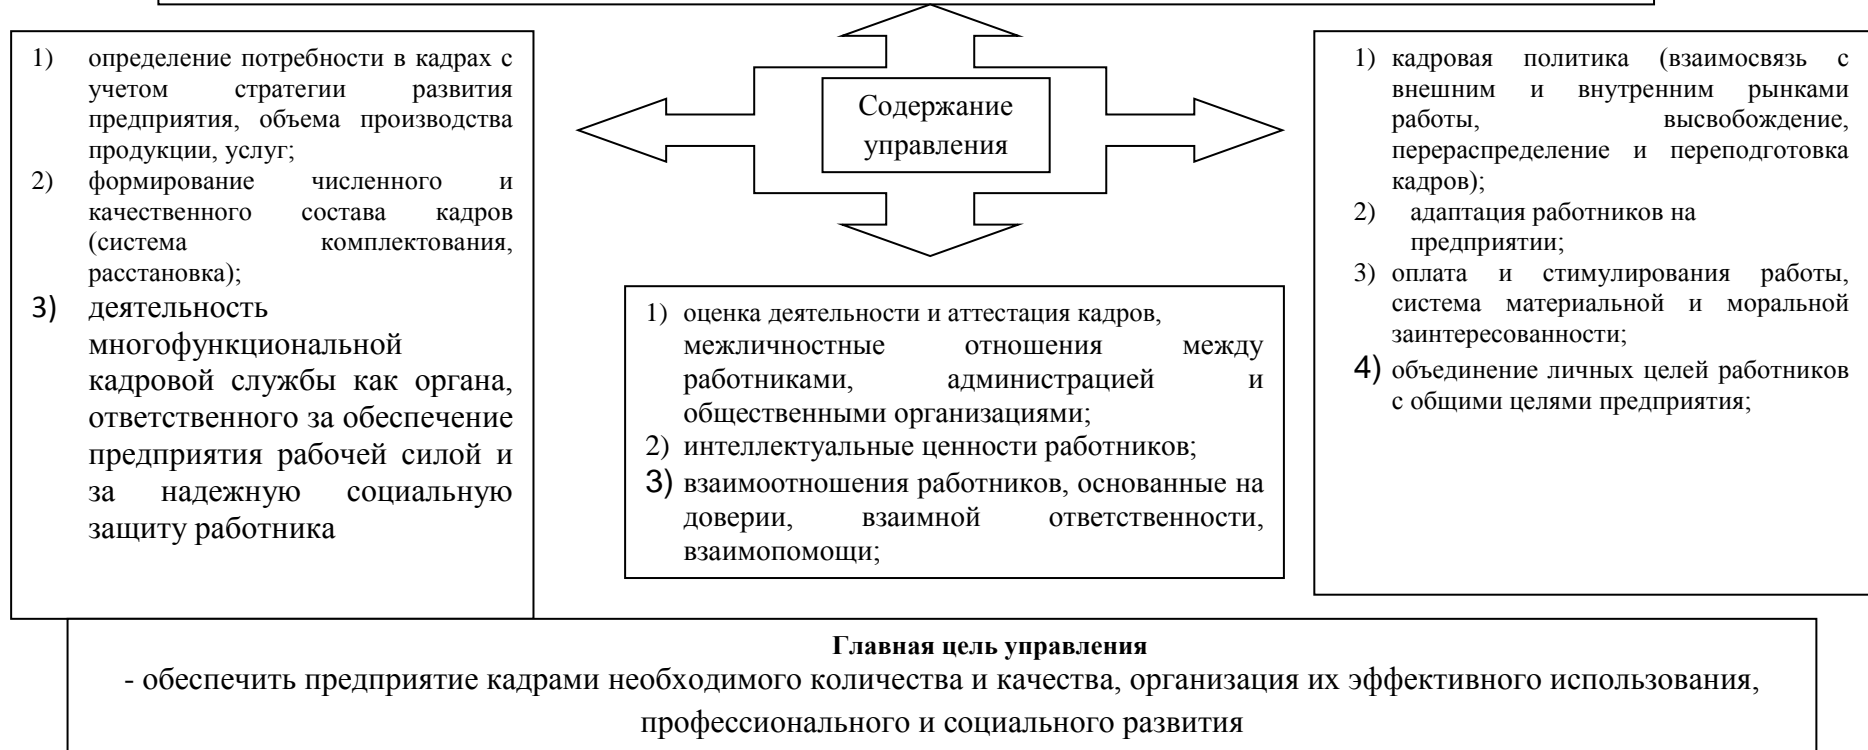 1) определение потребности в кадрах с
учетом стратегии развития
предприятия, объема производства
продукции, услуг;
2) формирование численного и
качественного состава кадров
(система комплектования,
расстановка);
3) деятельность
многофункциональной
кадровой службы как органа,
ответственного за обеспечение
предприятия рабочей силой и
за надежную социальную
защиту работника
Содержание
управления
1) оценка деятельности и аттестация кадров,
межличностные отношения между
работниками, администрацией и
общественными организациями;
2) интеллектуальные ценности работников;
3) взаимоотношения работников, основанные на
доверии, взаимной ответственности,
взаимопомощи;
1) кадровая политика (взаимосвязь с
внешним и внутренним рынками
работы, высвобождение,
перераспределение и переподготовка
кадров);
2) адаптация работников на
предприятии;
3) оплата и стимулирования работы,
система материальной и моральной
заинтересованности;
4) объединение личных целей работников
с общими целями предприятия;
Главная цель управления
- обеспечить предприятие кадрами необходимого количества и качества, организация их эффективного использования,
профессионального и социального развития